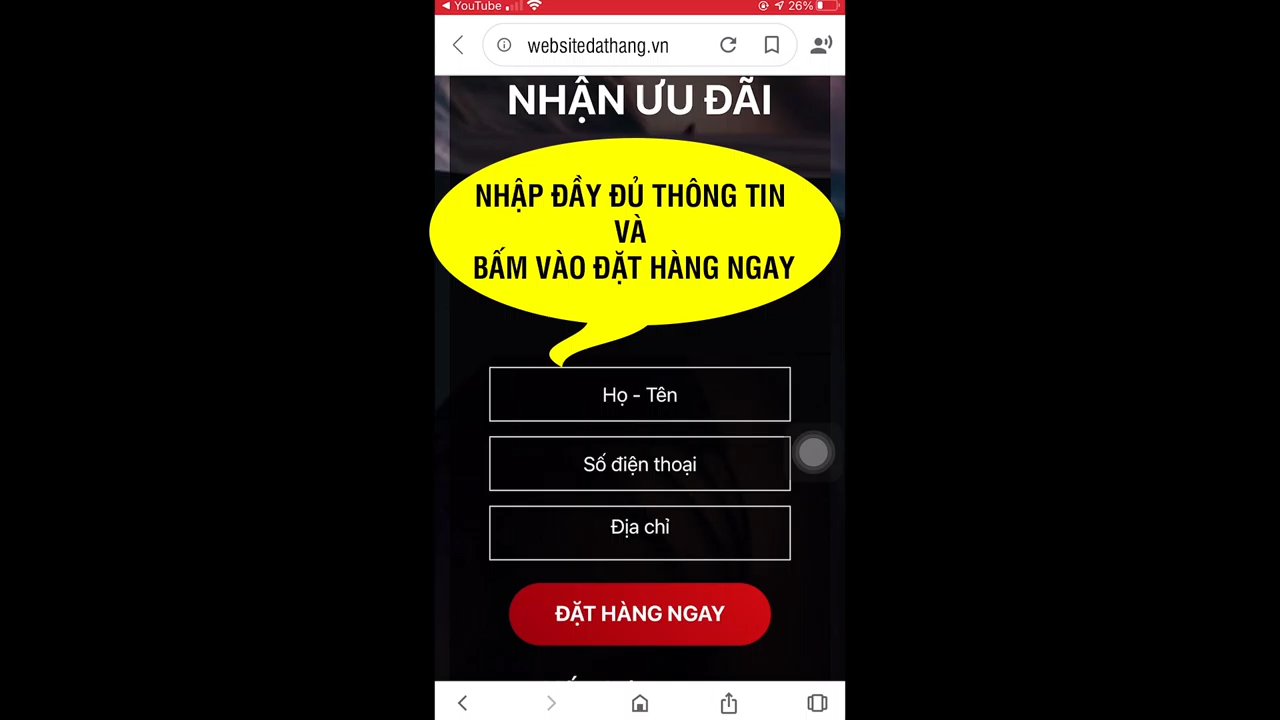 YouTube
26%
websitedathang.vn
NHẬN ƯU ĐÃI
NHẬP ĐẦY ĐỦ THÔNG TIN
VÀ
BẤM VÀO ĐẶT HÀNG NGAY
Họ - Tên
Số điện thoại
Địa chỉ
ĐẶT HÀNG NGAY